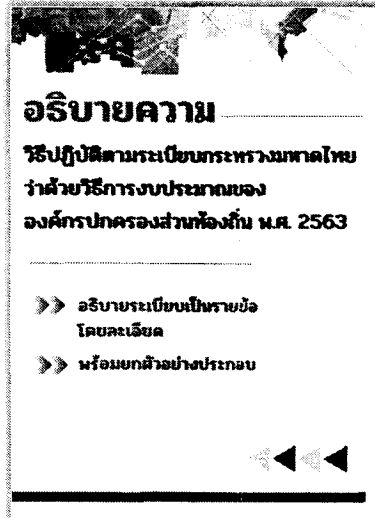 อธิบายความ
วิธีปฏิบัติตามระเบียบกระทรวงมหาดไทย
ว่าด้วยวิธีการงบประมาณของ
องค์กรปกครองส่วนท้องถิ่น พ.ศ. 2563
อธิบายระเบียบเป็นรายข้อ
โดยละเอียด
พร้อมยกตัวอย่างประกอบ